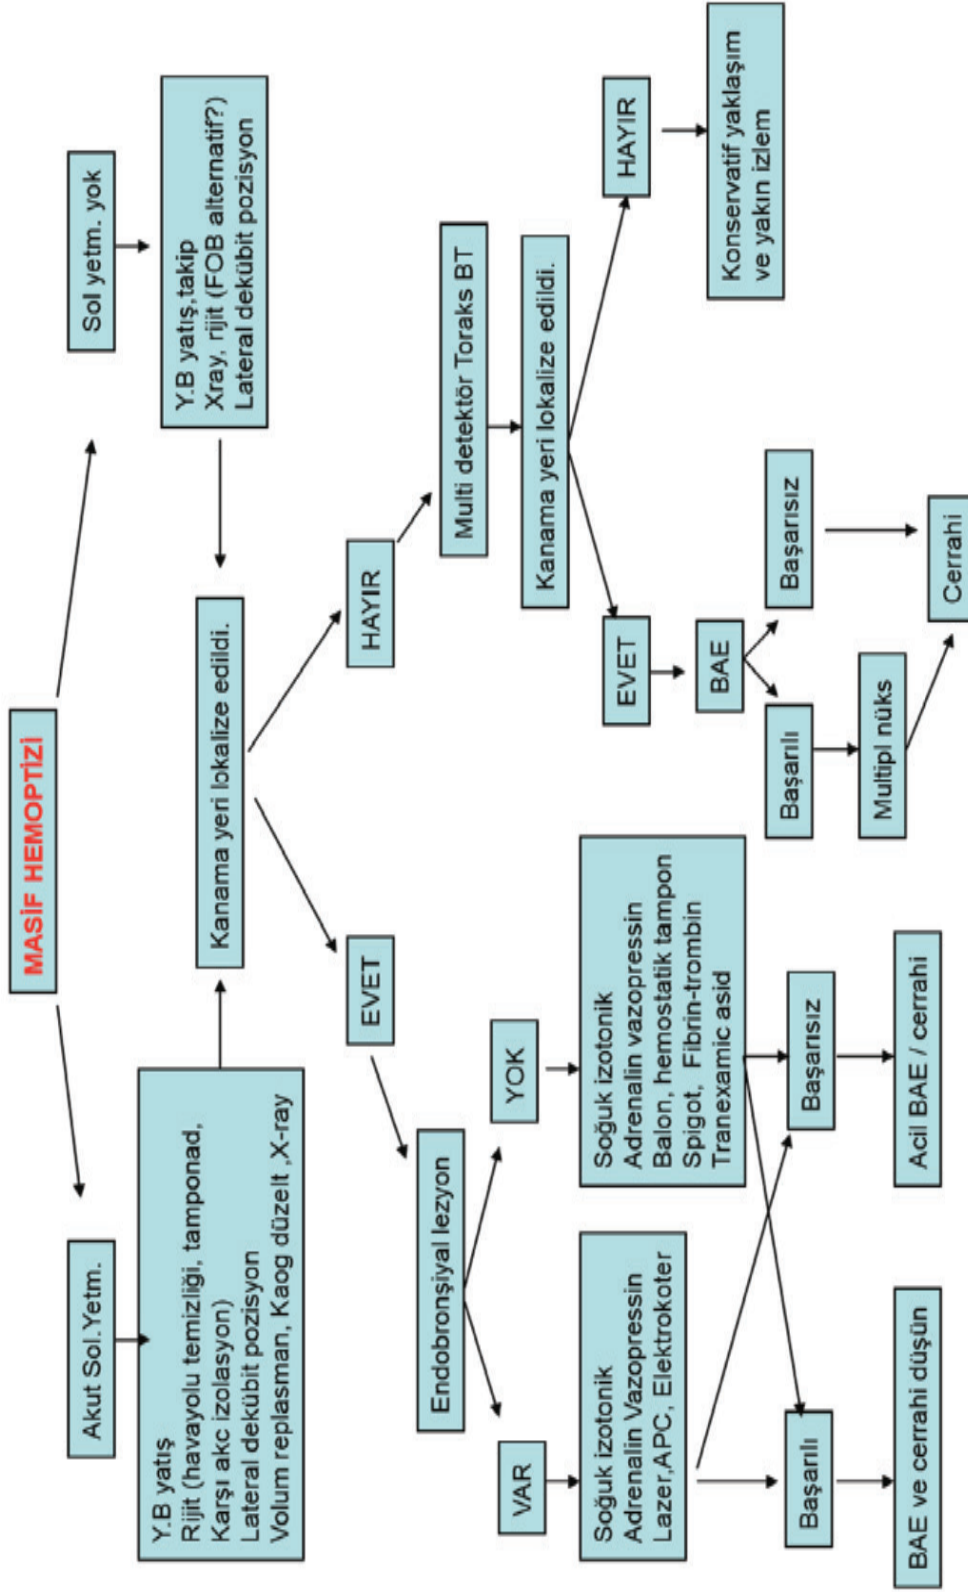 MASİF HEMOPTİZİ
Akut Sol.Yetm.
Sol yetm. yok
Y.B yatış
Rijit (havayolu temizliği, tamponad,
Karşı akc izolasyon)
Lateral dekübit pozisyon
Volum replasman, Kaog düzelt ,X-ray
Y.B yatış,takip
Xray, rijit (FOB alternatif?)
Lateral dekübit pozisyon
Kanama yeri lokalize edildi.
EVET
HAYIR
Endobronşiyal lezyon
Multi detektör Toraks BT
VAR
YOK
Kanama yeri lokalize edildi.
Soğuk izotonik
Adrenalin Vazopressin
Lazer,APC, Elektrokoter
Soğuk izotonik
Adrenalin vazopressin
Balon, hemostatik tampon
Spigot, Fibrin-trombin
Tranexamic asid
EVET
HAYIR
BAE
Konservatif yaklaşım
ve yakın izlem
Başarılı
Başarısız
Başarılı
Başarısız
Multipl nüks
BAE ve cerrahi düşün
Acil BAE / cerrahi
Cerrahi